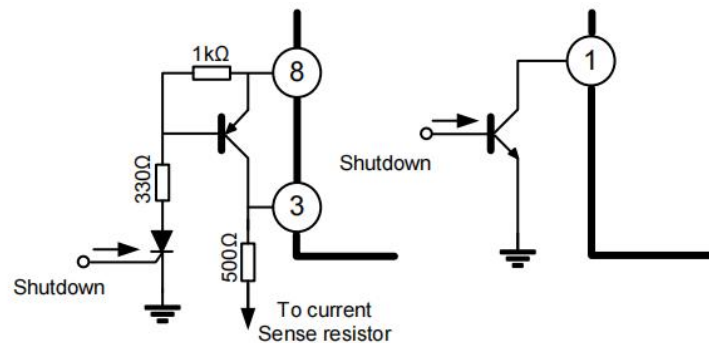 1kΩ
8
1
330Ω
Shutdown
3
500Ω
Shutdown
To current
Sense resistor